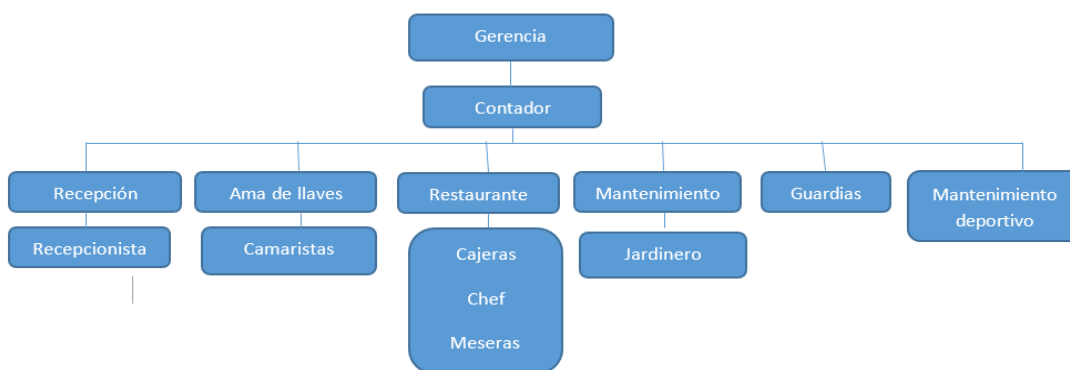 Gerencia
Contador
Recepción
Ama de llaves
Restaurante
Mantenimiento
Guardias
Mantenimiento
deportivo
Recepcionista
Camaristas
Cajeras
Chef
Meseras
Jardinero